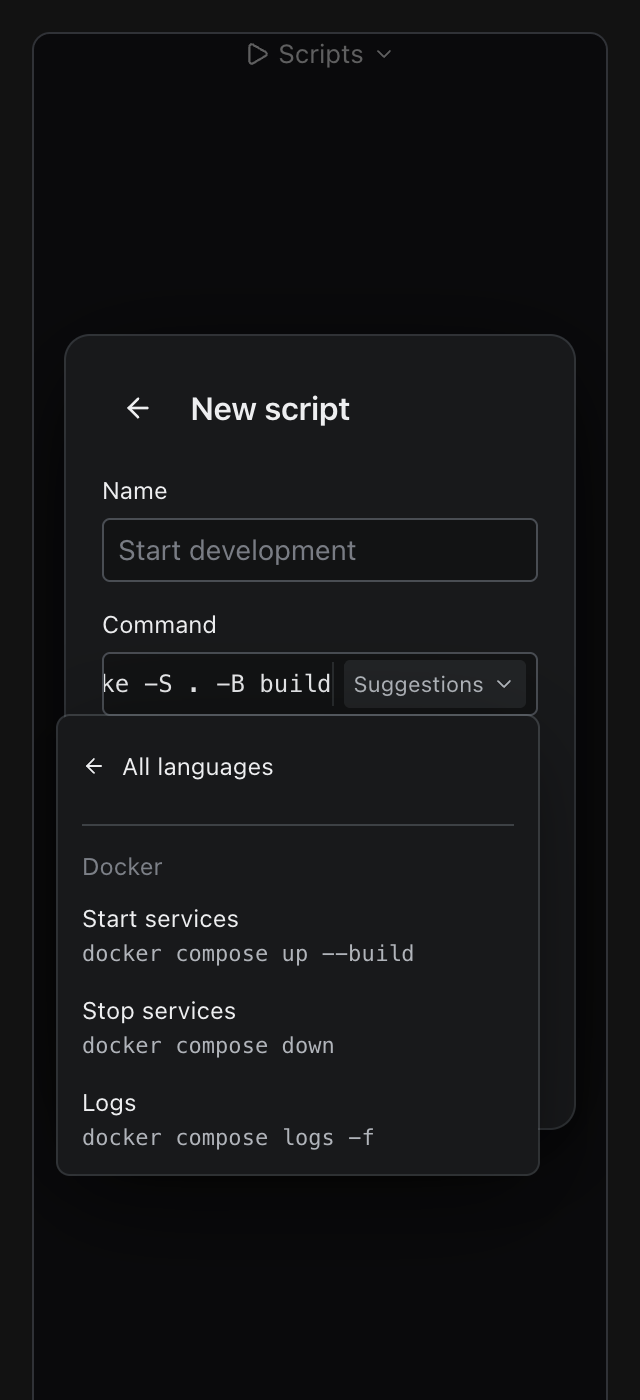 Scripts
New script
Name
Start development
Command
ke -S . -B build
Suggestions
All languages
Docker
Start services
docker compose up --build
Stop services
docker compose down
Logs
docker compose logs -f